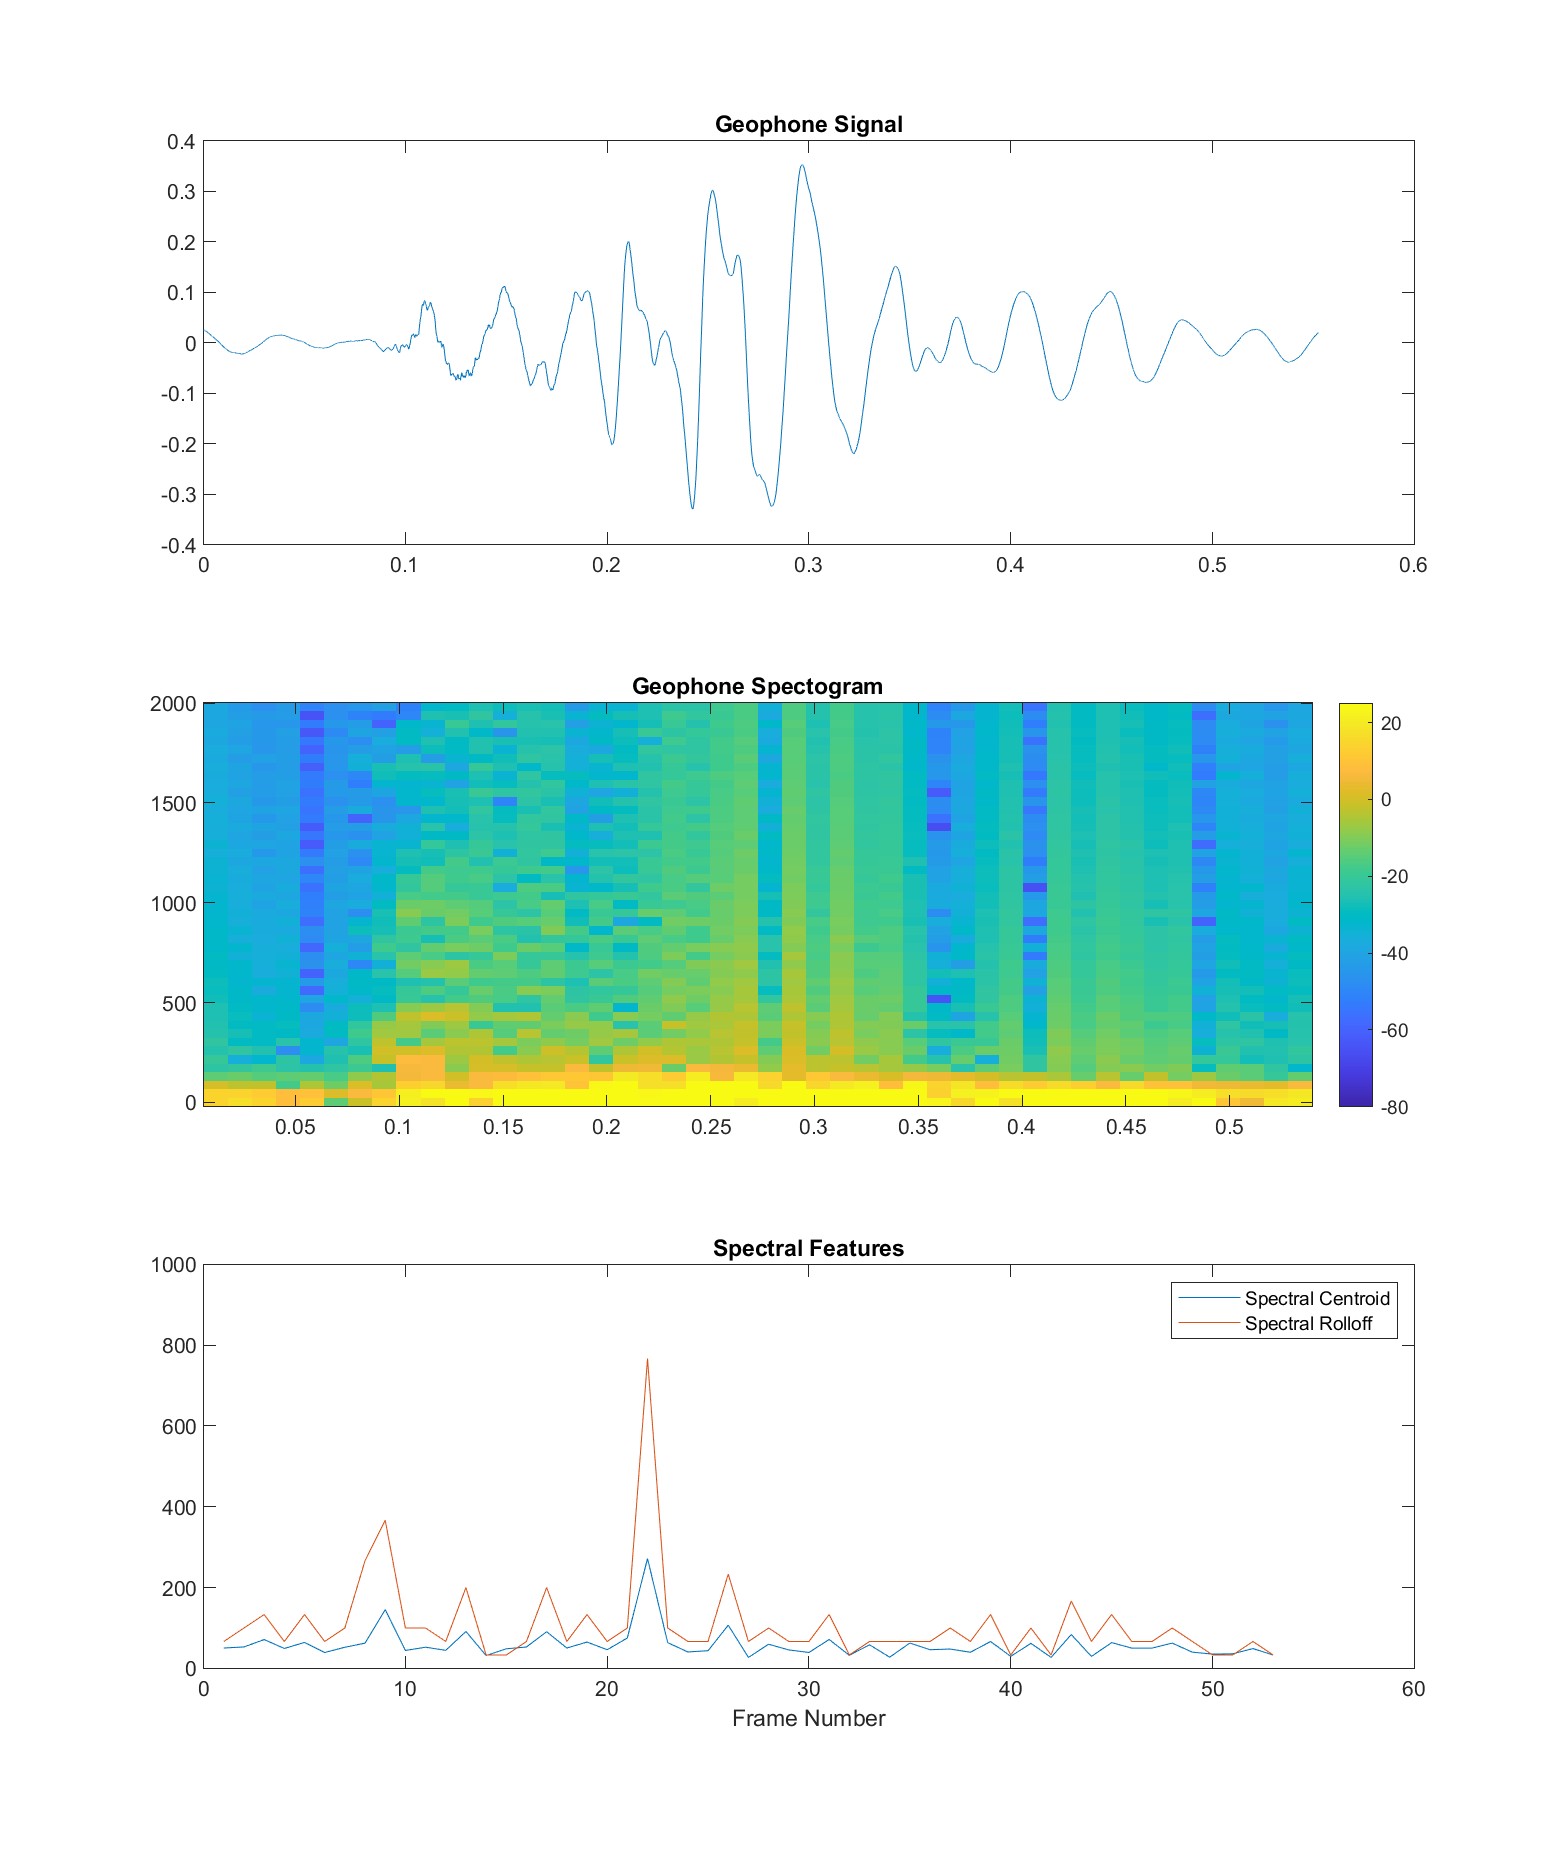 Geophone Signal
0.4
0.3
0.2
0.1
0
-0.1
-0.2
-0.3
-0.4
0 0.1 0.2 0.3 0.4 0.5 0.6
Geophone Spectogram
2000
1500
1000
500
0
20
0
-20
-40
-60
-80
0.05 0.1 0.15 0.2 0.25 0.3 0.35 0.4 0.45 0.5
Spectral Features
1000
800
600
400
200
0
Spectral Centroid
Spectral Rolloff
0 10 20 30 40 50 60
Frame Number